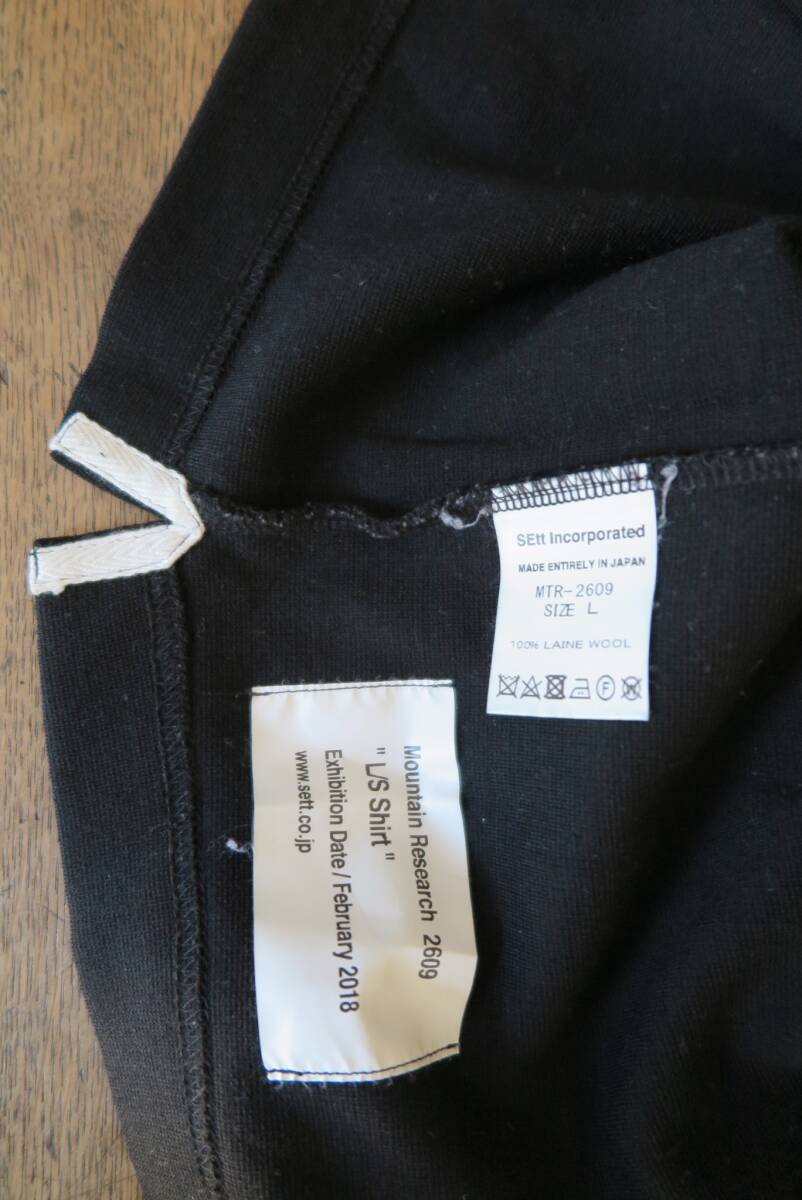 SEtt Incorporated
MADE ENTIRELY IN JAPAN
MTR-2609
SIZE L
100% LAINE WOOL
F
Mountain Research 2609
" L/S Shirt "
Exhibition Date / February 2018
www.sett.co.jp